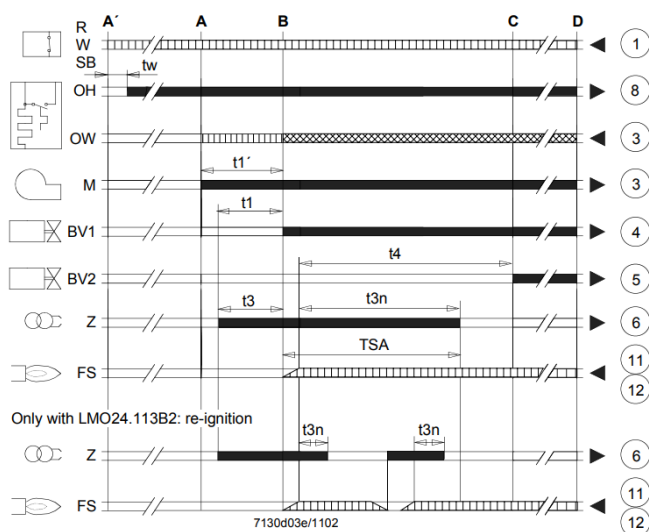 A´ A B C D
R
W 1
SB tw
OH 8
OW 3
t1´
M 3
t1
BV1 4
t4
BV2 5
t3 t3n
Z 6
TSA
FS 11
12
Only with LMO24.113B2: re-ignition
t3n t3n
Z 6
FS 11
12
7130d03e/1102